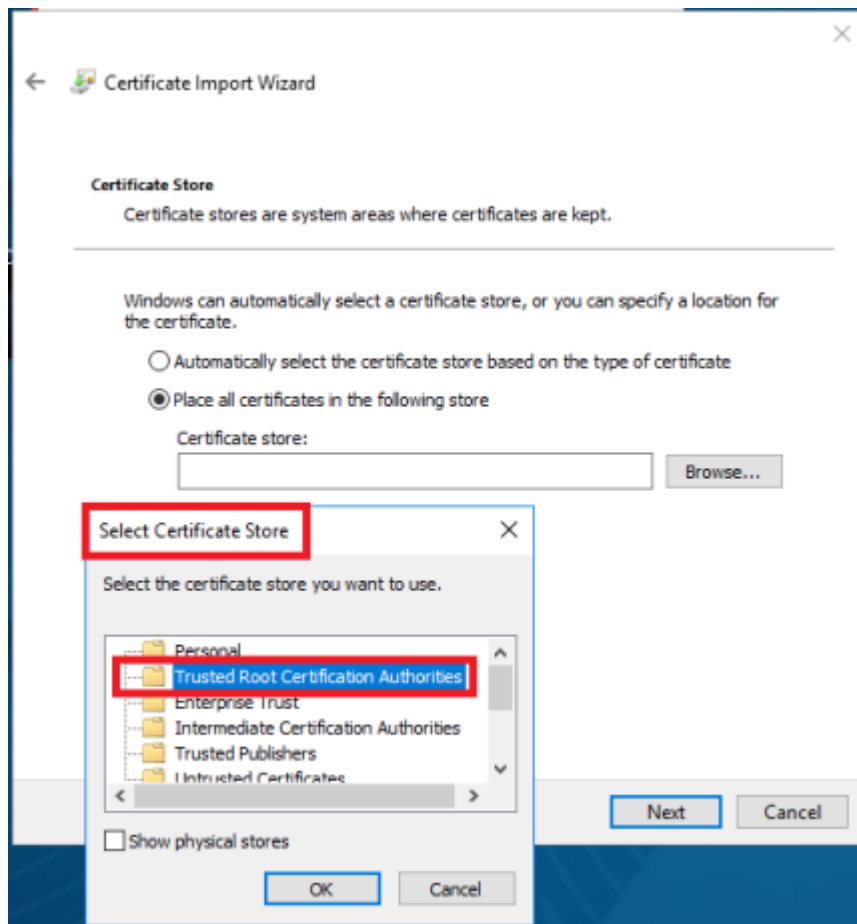 Certificate Import Wizard
Certificate Store
Certificate stores are system areas where certificates are kept.
Windows can automatically select a certificate store, or you can specify a location for
the certificate.
Automatically select the certificate store based on the type of certificate
Place all certificates in the following store
Certificate store:
Browse...
Select Certificate Store
Select the certificate store you want to use.
Personal
Trusted Root Certification Authorities
Enterprise Trust
Intermediate Certification Authorities
Trusted Publishers
Untrusted Certificates
Show physical stores
OK
Cancel
Next
Cancel